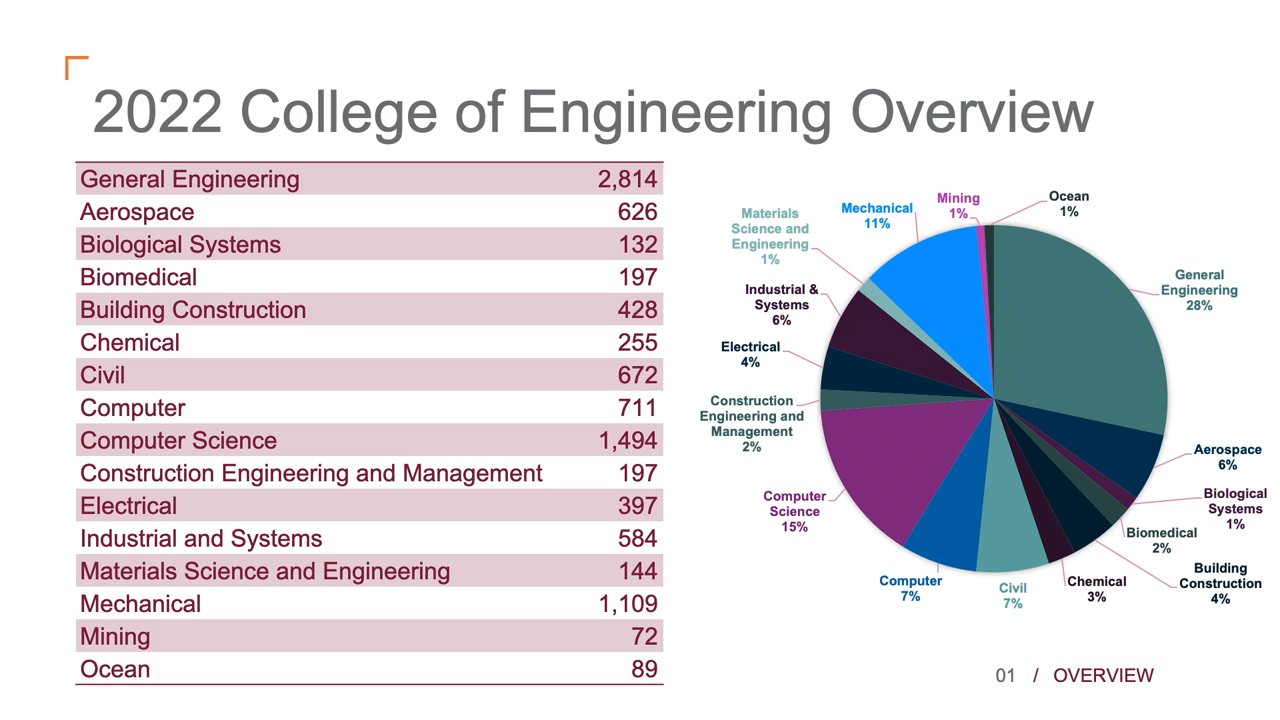 2022 College of Engineering Overview
General Engineering 2,814
Aerospace 626
Biological Systems 132
Biomedical 197
Building Construction 428
Chemical 255
Civil 672
Computer 711
Computer Science 1,494
Construction Engineering and Management 197
Electrical 397
Industrial and Systems 584
Materials Science and Engineering 144
Mechanical 1,109
Mining 72
Ocean 89
Ocean
1%
General
Engineering
28%
Aerospace
6%
Biological
Systems
1%
Biomedical
2%
Building
Construction
4%
Chemical
3%
Civil
7%
Computer
7%
Computer
Science
15%
Construction
Engineering and
Management
2%
Electrical
4%
Industrial &
Systems
6%
Materials
Science and
Engineering
1%
Mechanical
11%
Mining
1%
01 / OVERVIEW